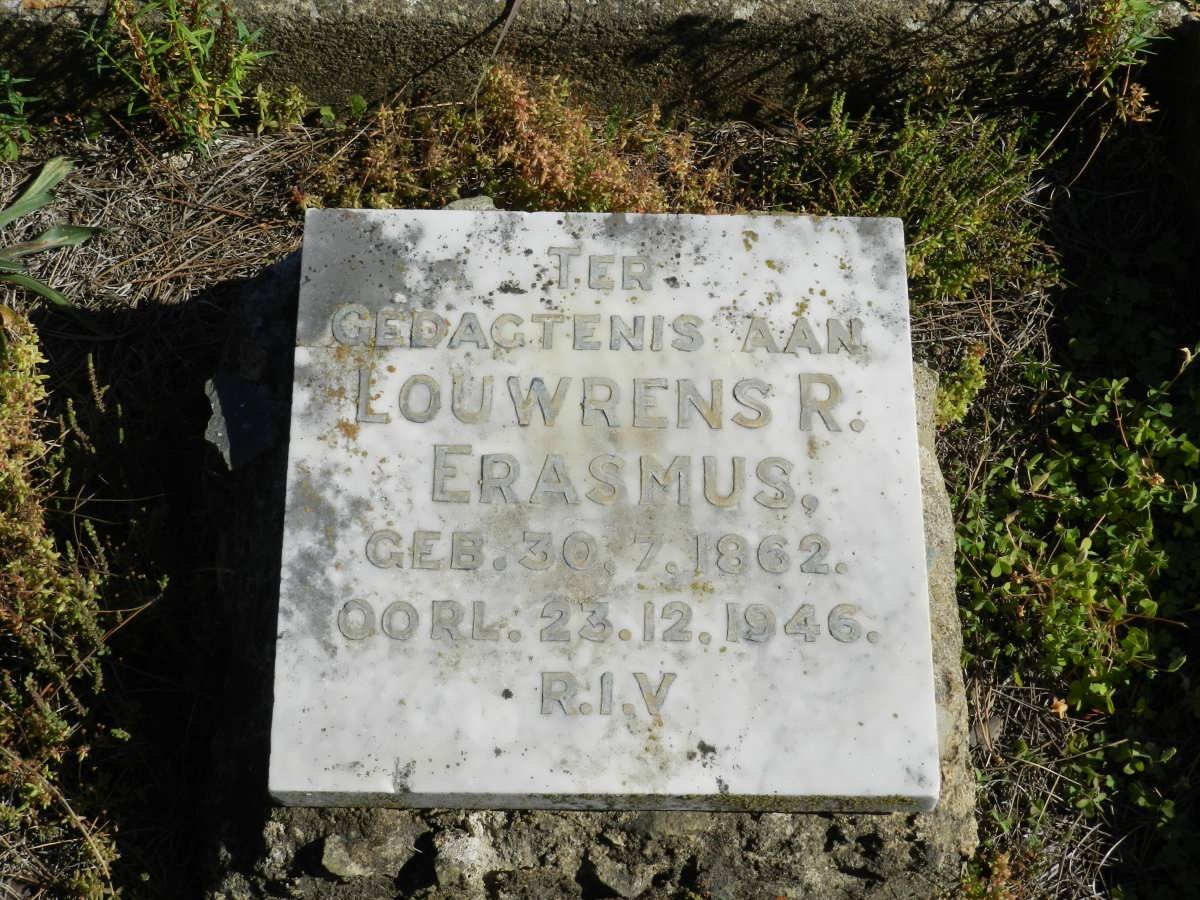 TER
GEDAGTENIS AAN
LOUWRENS R.
ERASMUS,
GEB. 30. 7. 1862.
OORL. 23. 12. 1946.
R.I.V